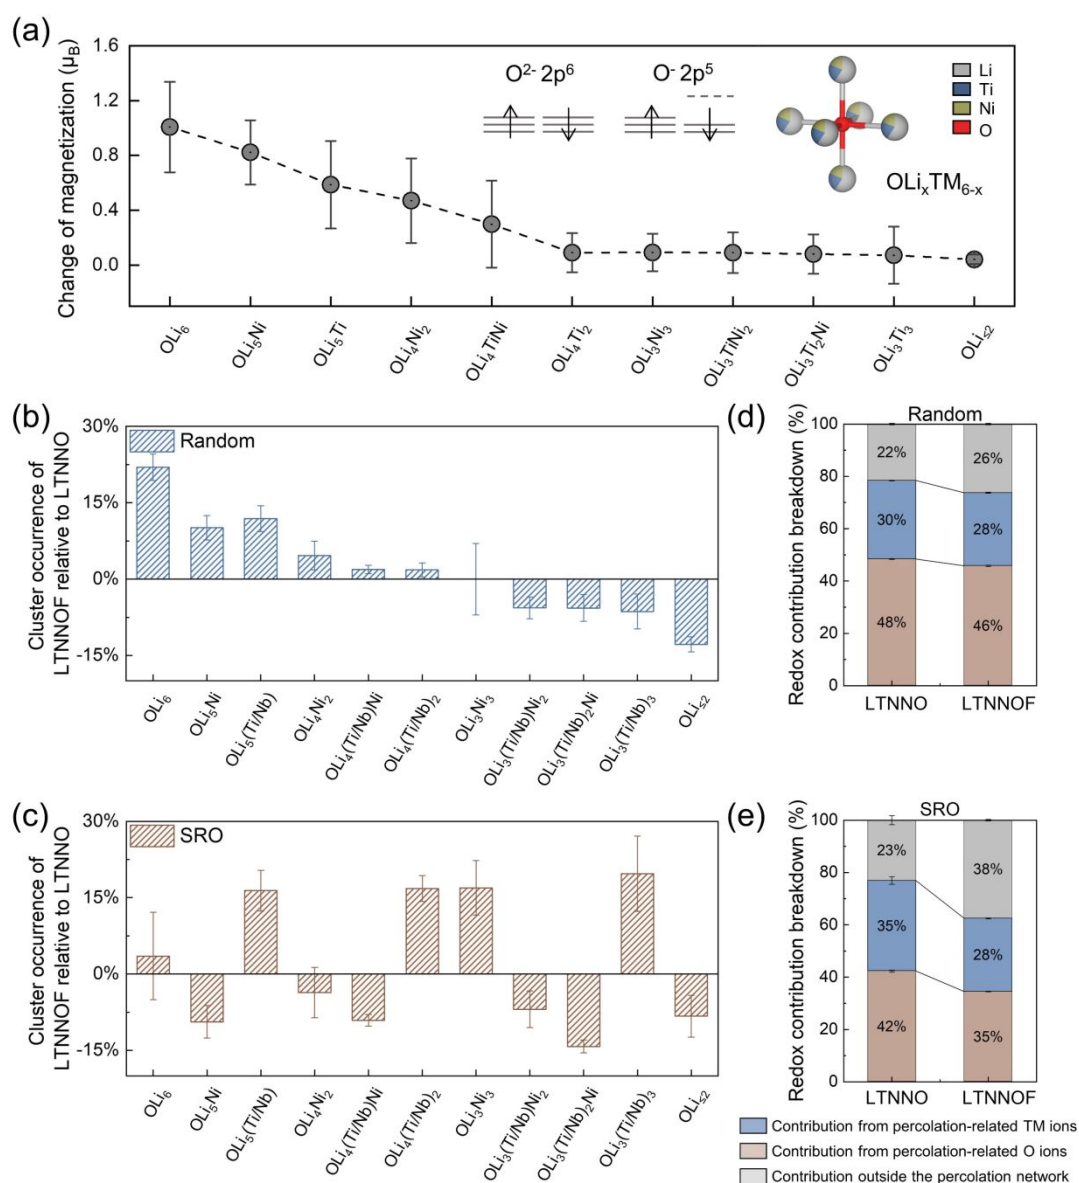 (a)
Change of magnetization (μB)
1.6
1.2
0.8
0.4
0.0
O2- 2p6
O- 2p5
Li
Ti
Ni
O
OLixTM6-x
OLi6
OLi5Ni
OLi5Ti
OLi4Ni2
OLi4TiNi
OLi4Ti2
OLi3Ni3
OLi3TiNi2
OLi3Ti2Ni
OLi3Ti3
OLi≤2
(b)
Cluster occurrence of
LTNNOF relative to LTNNO
30%
15%
0%
-15%
Random
OLi6
OLi5Ni
OLi5(Ti/Nb)
OLi4Ni2
OLi4(Ti/Nb)Ni
OLi4(Ti/Nb)2
OLi3Ni3
OLi3(Ti/Nb)Ni2
OLi3(Ti/Nb)2Ni
OLi3(Ti/Nb)3
OLi≤2
(d)
Random
Redox contribution breakdown (%)
100
80
60
40
20
0
22%
26%
30%
28%
48%
46%
LTNNO
LTNNOF
(c)
Cluster occurrence of
LTNNOF relative to LTNNO
30%
15%
0%
-15%
SRO
OLi6
OLi5Ni
OLi5(Ti/Nb)
OLi4Ni2
OLi4(Ti/Nb)Ni
OLi4(Ti/Nb)2
OLi3Ni3
OLi3(Ti/Nb)Ni2
OLi3(Ti/Nb)2Ni
OLi3(Ti/Nb)3
OLi≤2
(e)
SRO
Redox contribution breakdown (%)
100
80
60
40
20
0
23%
38%
35%
28%
42%
35%
LTNNO
LTNNOF
Contribution from percolation-related TM ions
Contribution from percolation-related O ions
Contribution outside the percolation network